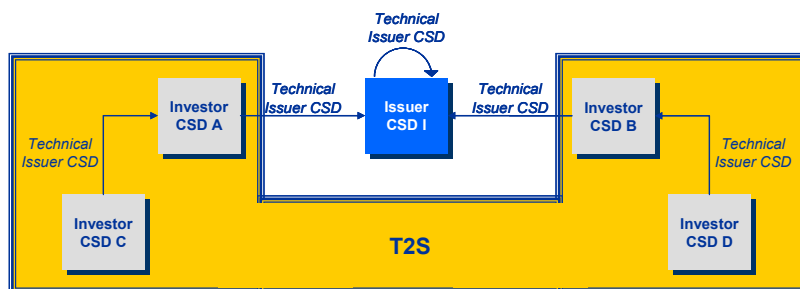 Technical
Issuer CSD
Investor
CSD A
Technical
Issuer CSD
Issuer
CSD I
Technical
Issuer CSD
Investor
CSD B
Technical
Issuer CSD
Technical
Issuer CSD
Investor
CSD C
T2S
Investor
CSD D